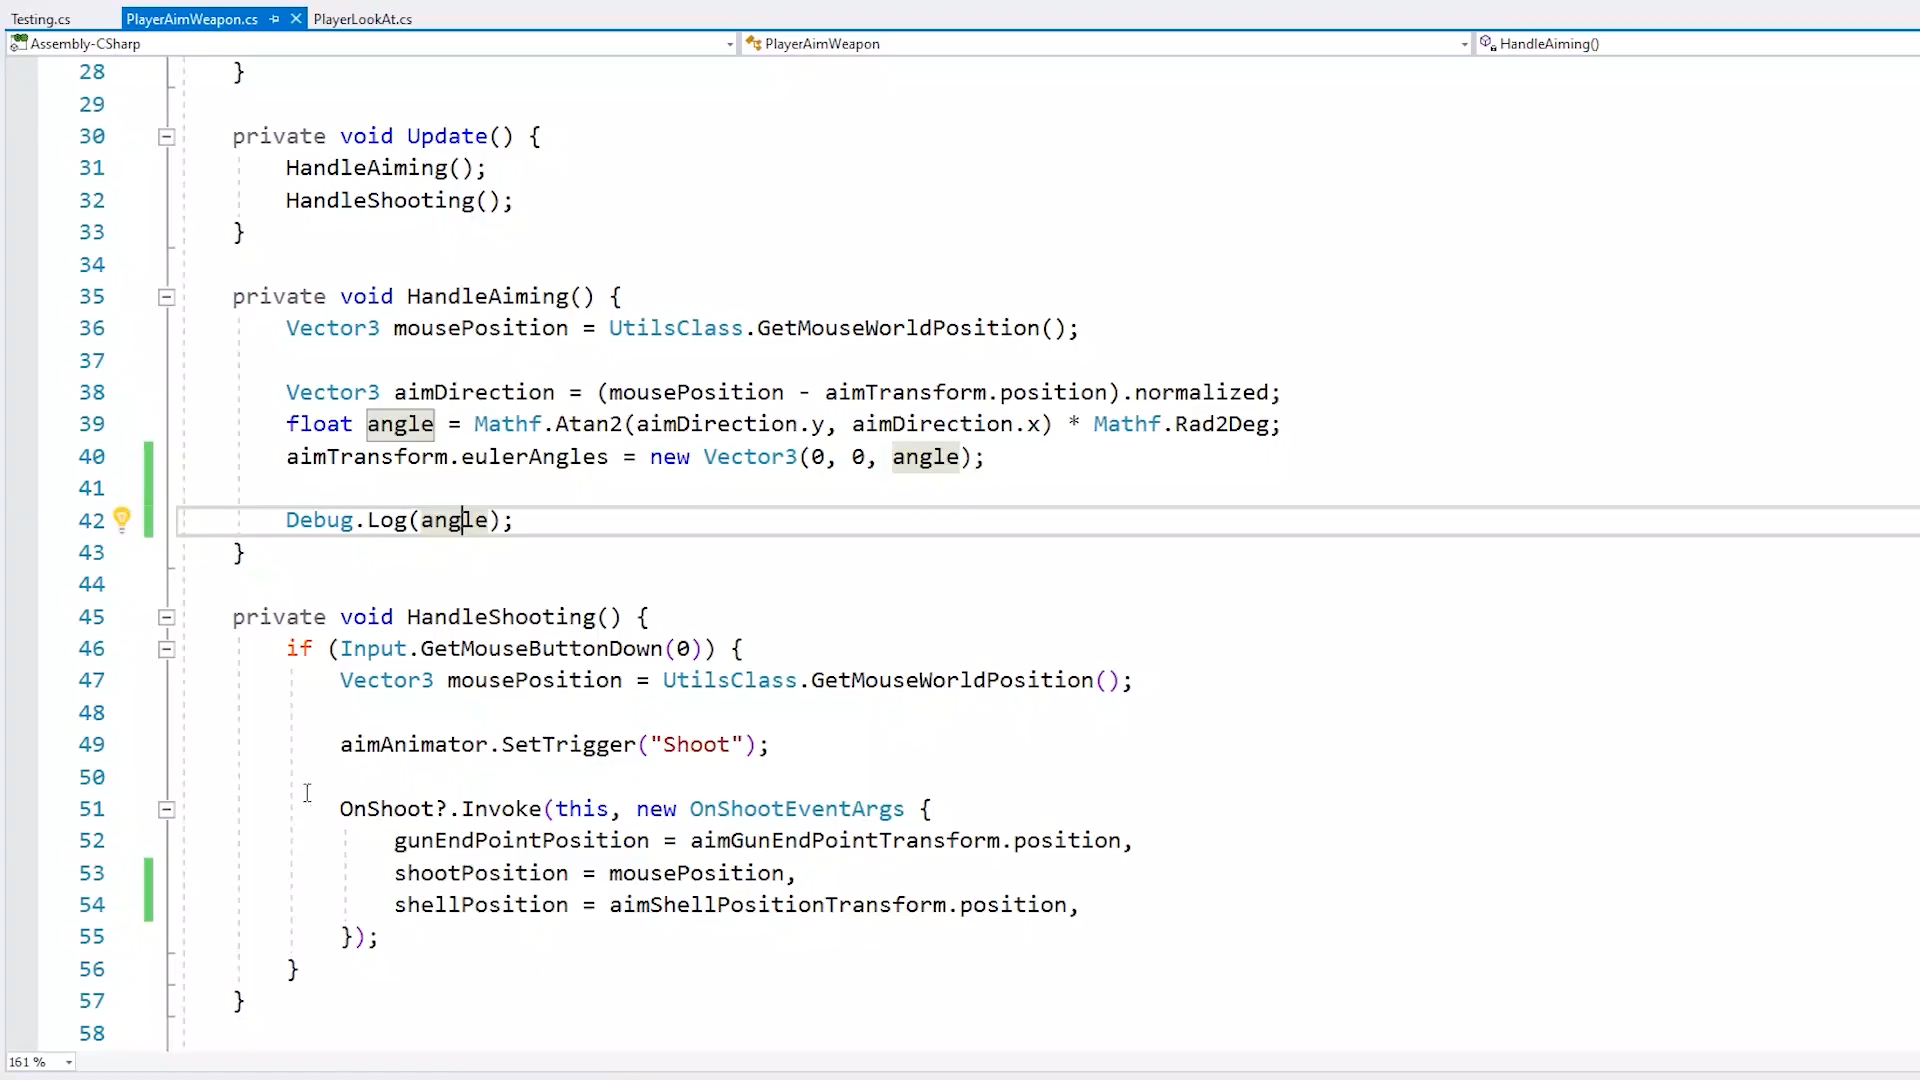 Testing.cs
PlayerAimWeapon.cs
PlayerLookAt.cs
Assembly-CSharp
PlayerAimWeapon
HandleAiming()
28 }
29
30 private void Update() {
31 HandleAiming();
32 HandleShooting();
33 }
34
35 private void HandleAiming() {
36 Vector3 mousePosition = UtilsClass.GetMouseWorldPosition();
37
38 Vector3 aimDirection = (mousePosition - aimTransform.position).normalized;
39 float angle = Mathf.Atan2(aimDirection.y, aimDirection.x) * Mathf.Rad2Deg;
40 aimTransform.eulerAngles = new Vector3(0, 0, angle);
41
42 Debug.Log(angle);
43 }
44
45 private void HandleShooting() {
46 if (Input.GetMouseButtonDown(0)) {
47 Vector3 mousePosition = UtilsClass.GetMouseWorldPosition();
48
49 aimAnimator.SetTrigger("Shoot");
50
51 OnShoot?.Invoke(this, new OnShootEventArgs {
52 gunEndPointPosition = aimGunEndPointTransform.position,
53 shootPosition = mousePosition,
54 shellPosition = aimShellPositionTransform.position,
55 });
56 }
57 }
58
161 %